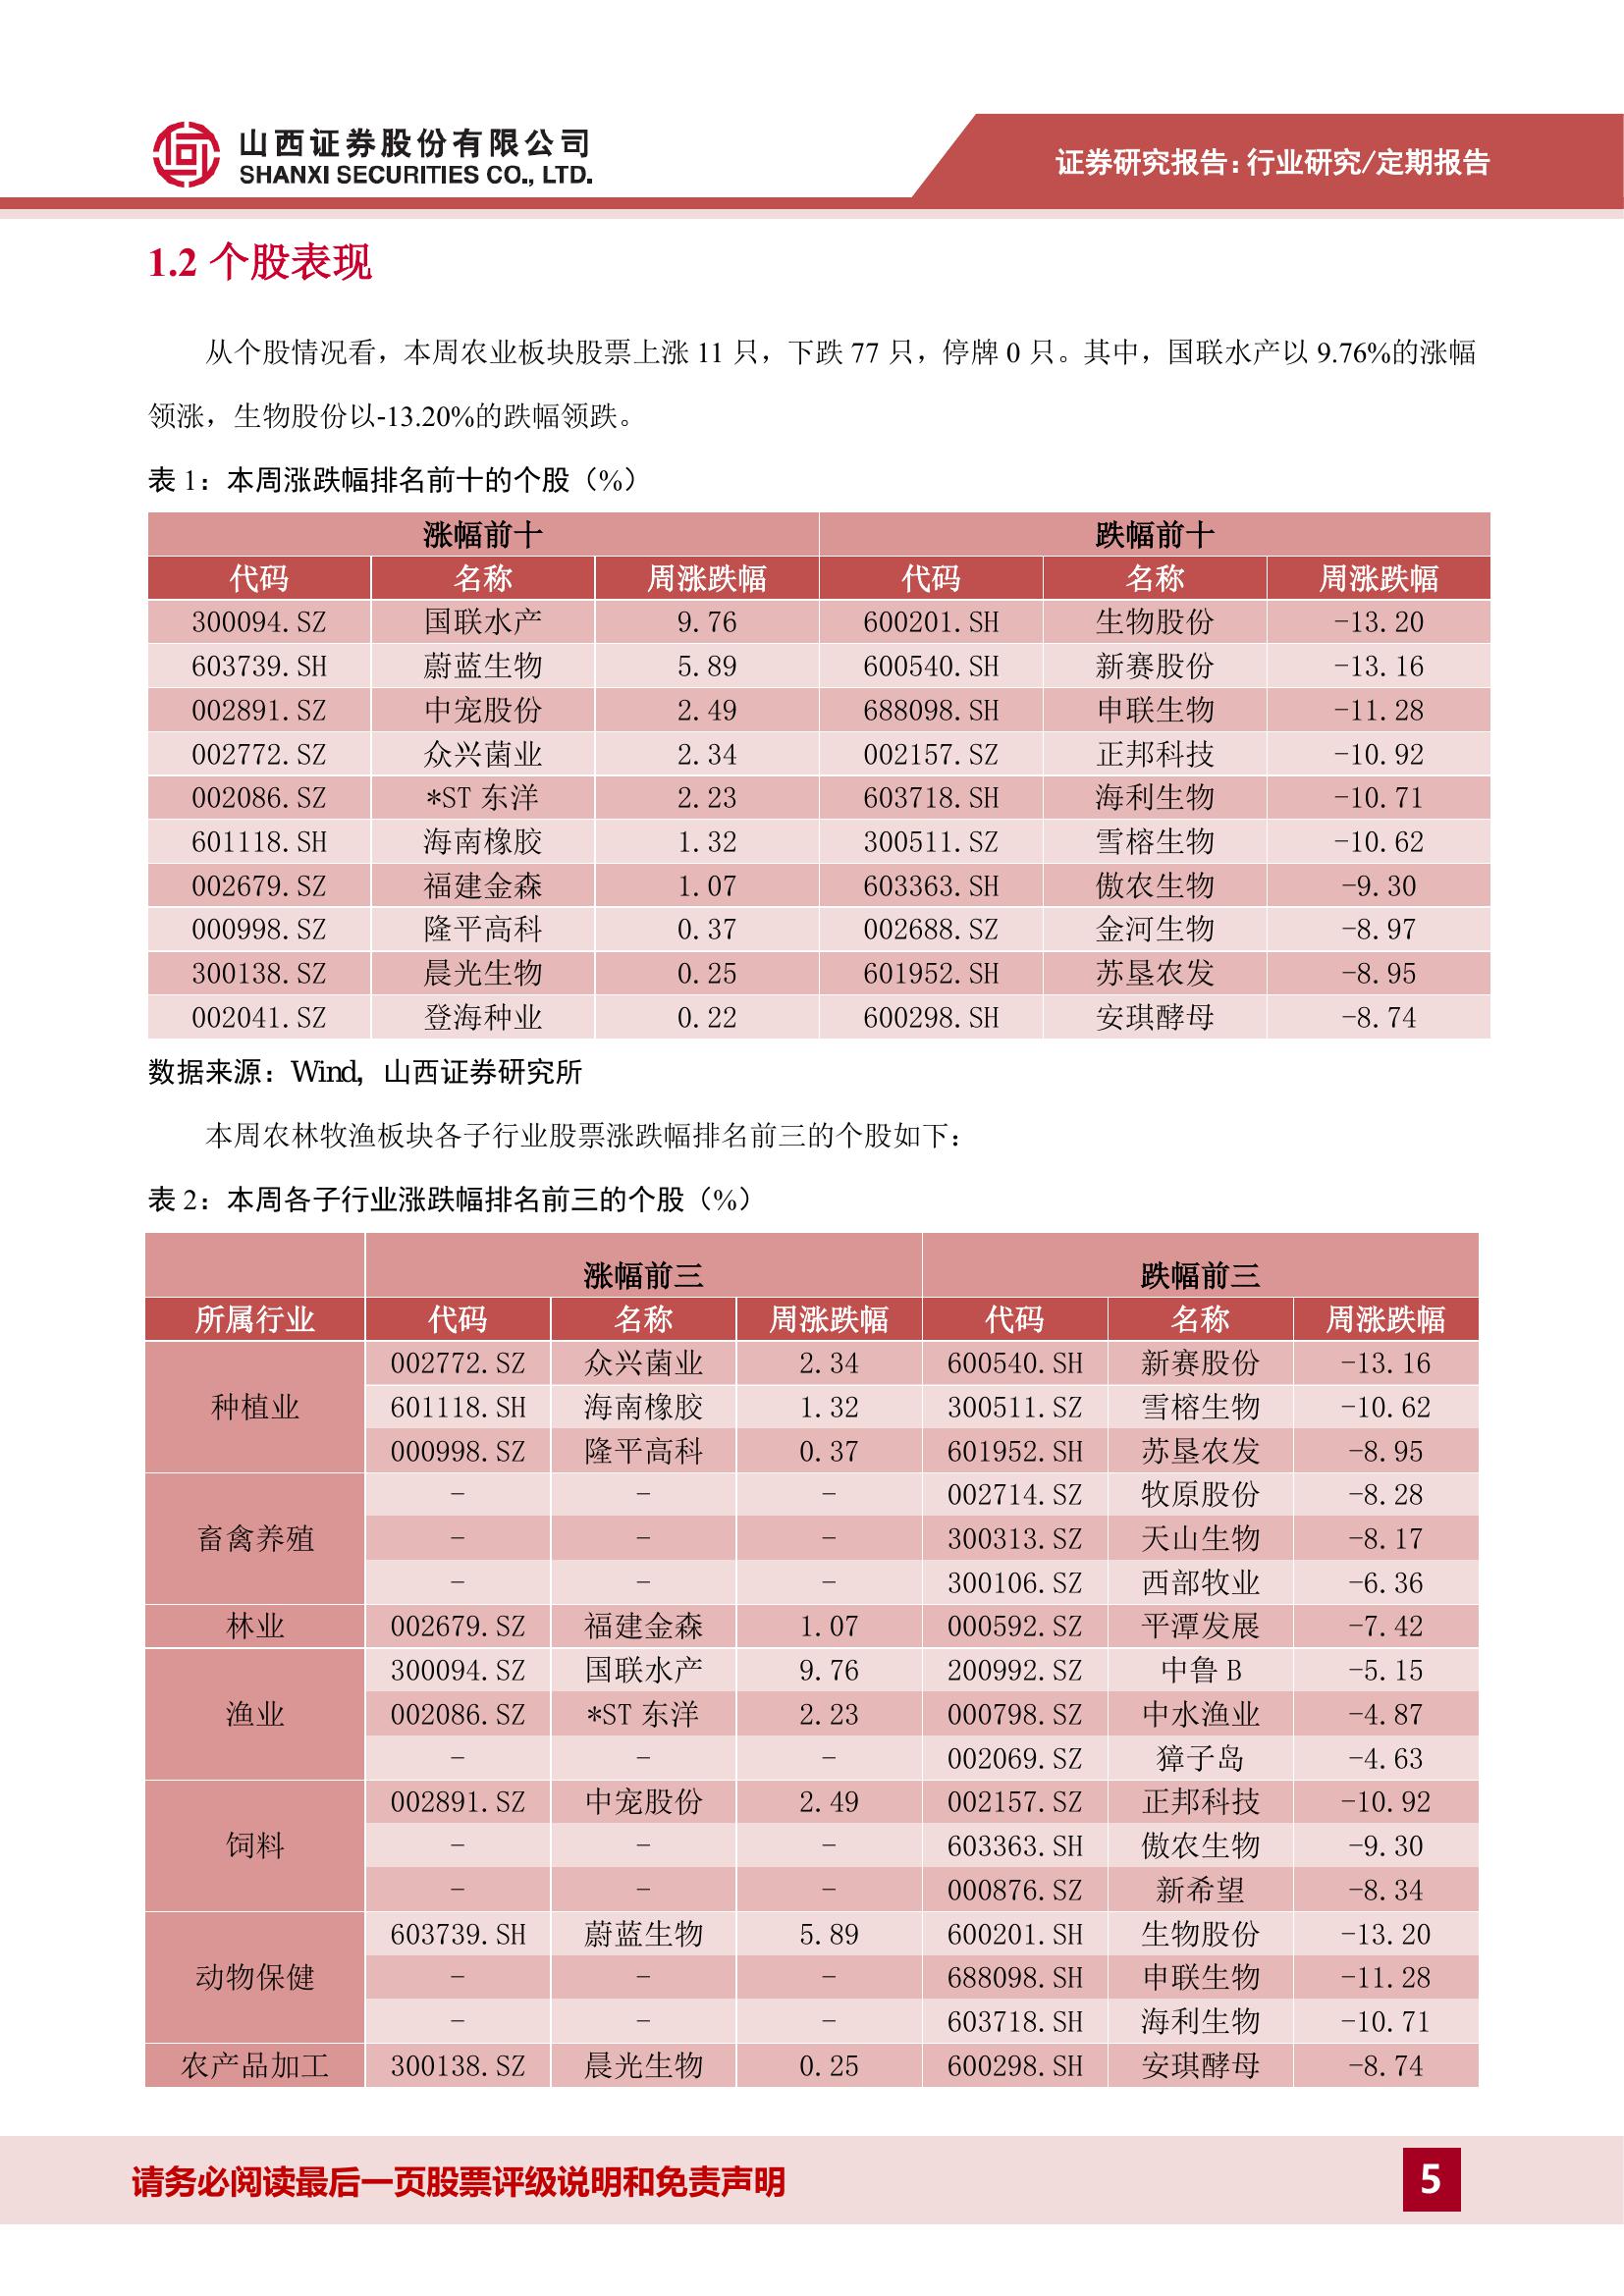 山西证券股份有限公司
SHANXI SECURITIES CO., LTD.
证券研究报告：行业研究/定期报告
1.2 个股表现
从个股情况看，本周农业板块股票上涨 11 只，下跌 77 只，停牌 0 只。其中，国联水产以 9.76%的涨幅
领涨，生物股份以-13.20%的跌幅领跌。
表 1：本周涨跌幅排名前十的个股（%）
涨幅前十 跌幅前十
代码 名称 周涨跌幅 代码 名称 周涨跌幅
300094.SZ 国联水产 9.76 600201.SH 生物股份 -13.20
603739.SH 蔚蓝生物 5.89 600540.SH 新赛股份 -13.16
002891.SZ 中宠股份 2.49 688098.SH 申联生物 -11.28
002772.SZ 众兴菌业 2.34 002157.SZ 正邦科技 -10.92
002086.SZ *ST 东洋 2.23 603718.SH 海利生物 -10.71
601118.SH 海南橡胶 1.32 300511.SZ 雪榕生物 -10.62
002679.SZ 福建金森 1.07 603363.SH 傲农生物 -9.30
000998.SZ 隆平高科 0.37 002688.SZ 金河生物 -8.97
300138.SZ 晨光生物 0.25 601952.SH 苏垦农发 -8.95
002041.SZ 登海种业 0.22 600298.SH 安琪酵母 -8.74
数据来源：Wind，山西证券研究所
本周农林牧渔板块各子行业股票涨跌幅排名前三的个股如下：
表 2：本周各子行业涨跌幅排名前三的个股（%）
涨幅前三 跌幅前三
所属行业 代码 名称 周涨跌幅 代码 名称 周涨跌幅
种植业 002772.SZ 众兴菌业 2.34 600540.SH 新赛股份 -13.16
601118.SH 海南橡胶 1.32 300511.SZ 雪榕生物 -10.62
000998.SZ 隆平高科 0.37 601952.SH 苏垦农发 -8.95
畜禽养殖 - - - 002714.SZ 牧原股份 -8.28
- - - 300313.SZ 天山生物 -8.17
- - - 300106.SZ 西部牧业 -6.36
林业 002679.SZ 福建金森 1.07 000592.SZ 平潭发展 -7.42
渔业 300094.SZ 国联水产 9.76 200992.SZ 中鲁 B -5.15
002086.SZ *ST 东洋 2.23 000798.SZ 中水渔业 -4.87
- - - 002069.SZ 獐子岛 -4.63
饲料 002891.SZ 中宠股份 2.49 002157.SZ 正邦科技 -10.92
- - - 603363.SH 傲农生物 -9.30
- - - 000876.SZ 新希望 -8.34
动物保健 603739.SH 蔚蓝生物 5.89 600201.SH 生物股份 -13.20
- - - 688098.SH 申联生物 -11.28
- - - 603718.SH 海利生物 -10.71
农产品加工 300138.SZ 晨光生物 0.25 600298.SH 安琪酵母 -8.74
请务必阅读最后一页股票评级说明和免责声明
5